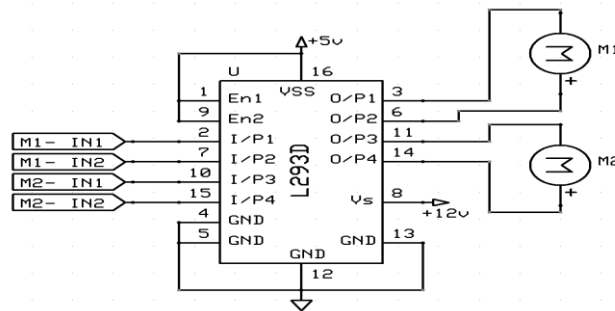 +5v
U
16
VSS
1
En1
O/P1
3
M1
9
En2
O/P2
6
+
M1- IN1
2
I/P1
O/P3
11
M1- IN2
7
I/P2
O/P4
14
M2
M2- IN1
10
I/P3
L293D
+
M2- IN2
15
I/P4
Vs
8
+12v
4
GND
5
GND
GND
13
GND
12
M
M